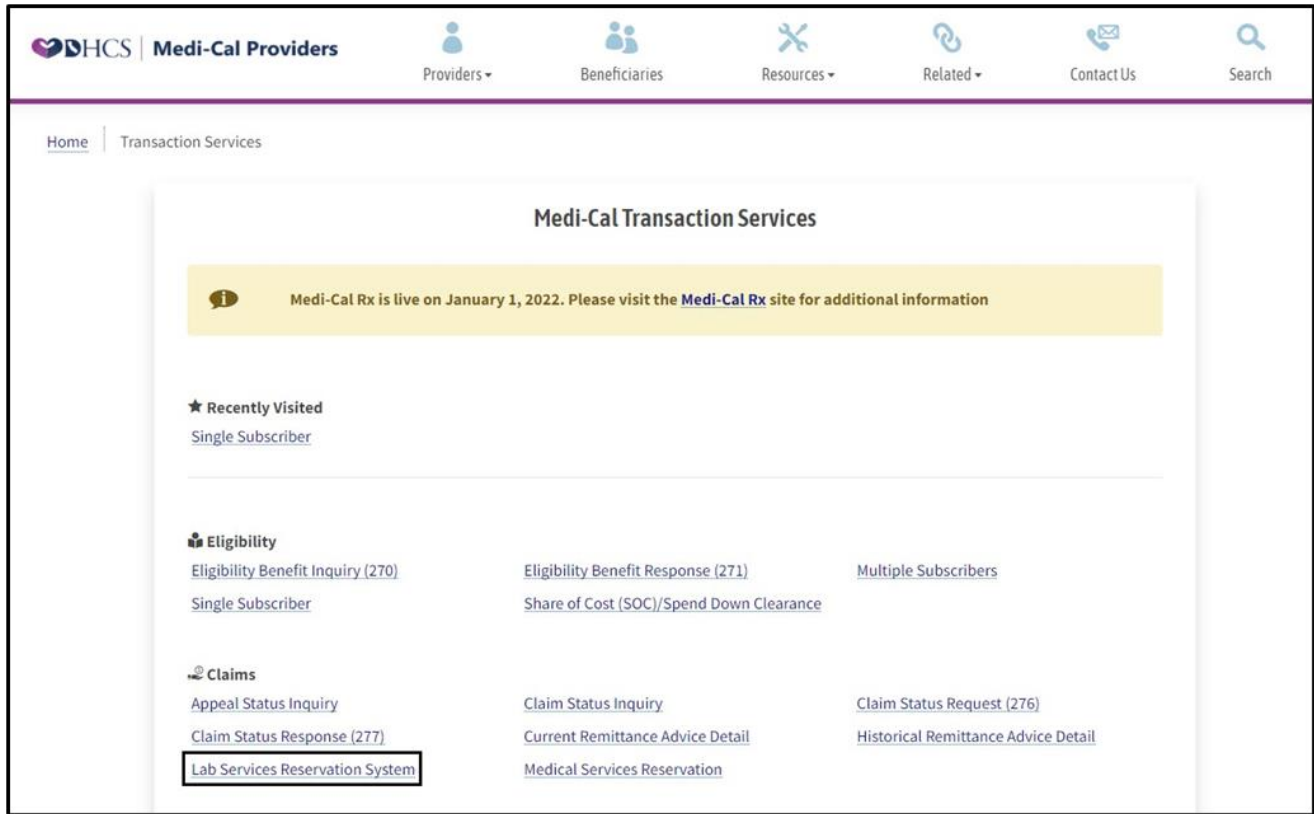 DHCS | Medi-Cal Providers
Providers Beneficiaries Resources Related Contact Us Search
Home Transaction Services
Medi-Cal Transaction Services
Medi-Cal Rx is live on January 1, 2022. Please visit the Medi-Cal Rx site for additional information
Recently Visited
Single Subscriber
Eligibility
Eligibility Benefit Inquiry (270) Eligibility Benefit Response (271) Multiple Subscribers
Single Subscriber Share of Cost (SOC)/Spend Down Clearance
Claims
Appeal Status Inquiry Claim Status Inquiry Claim Status Request (276)
Claim Status Response (277) Current Remittance Advice Detail Historical Remittance Advice Detail
Lab Services Reservation System Medical Services Reservation